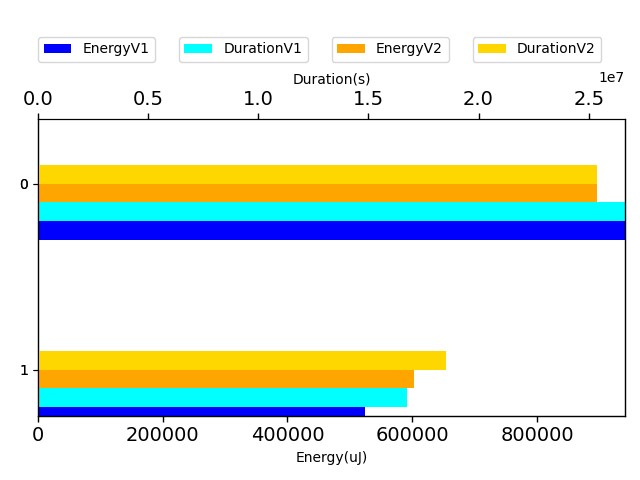 EnergyV1 DurationV1 EnergyV2 DurationV2
Duration(s)
1e7
0.0 0.5 1.0 1.5 2.0 2.5
0
1
0 200000 400000 600000 800000
Energy(uJ)